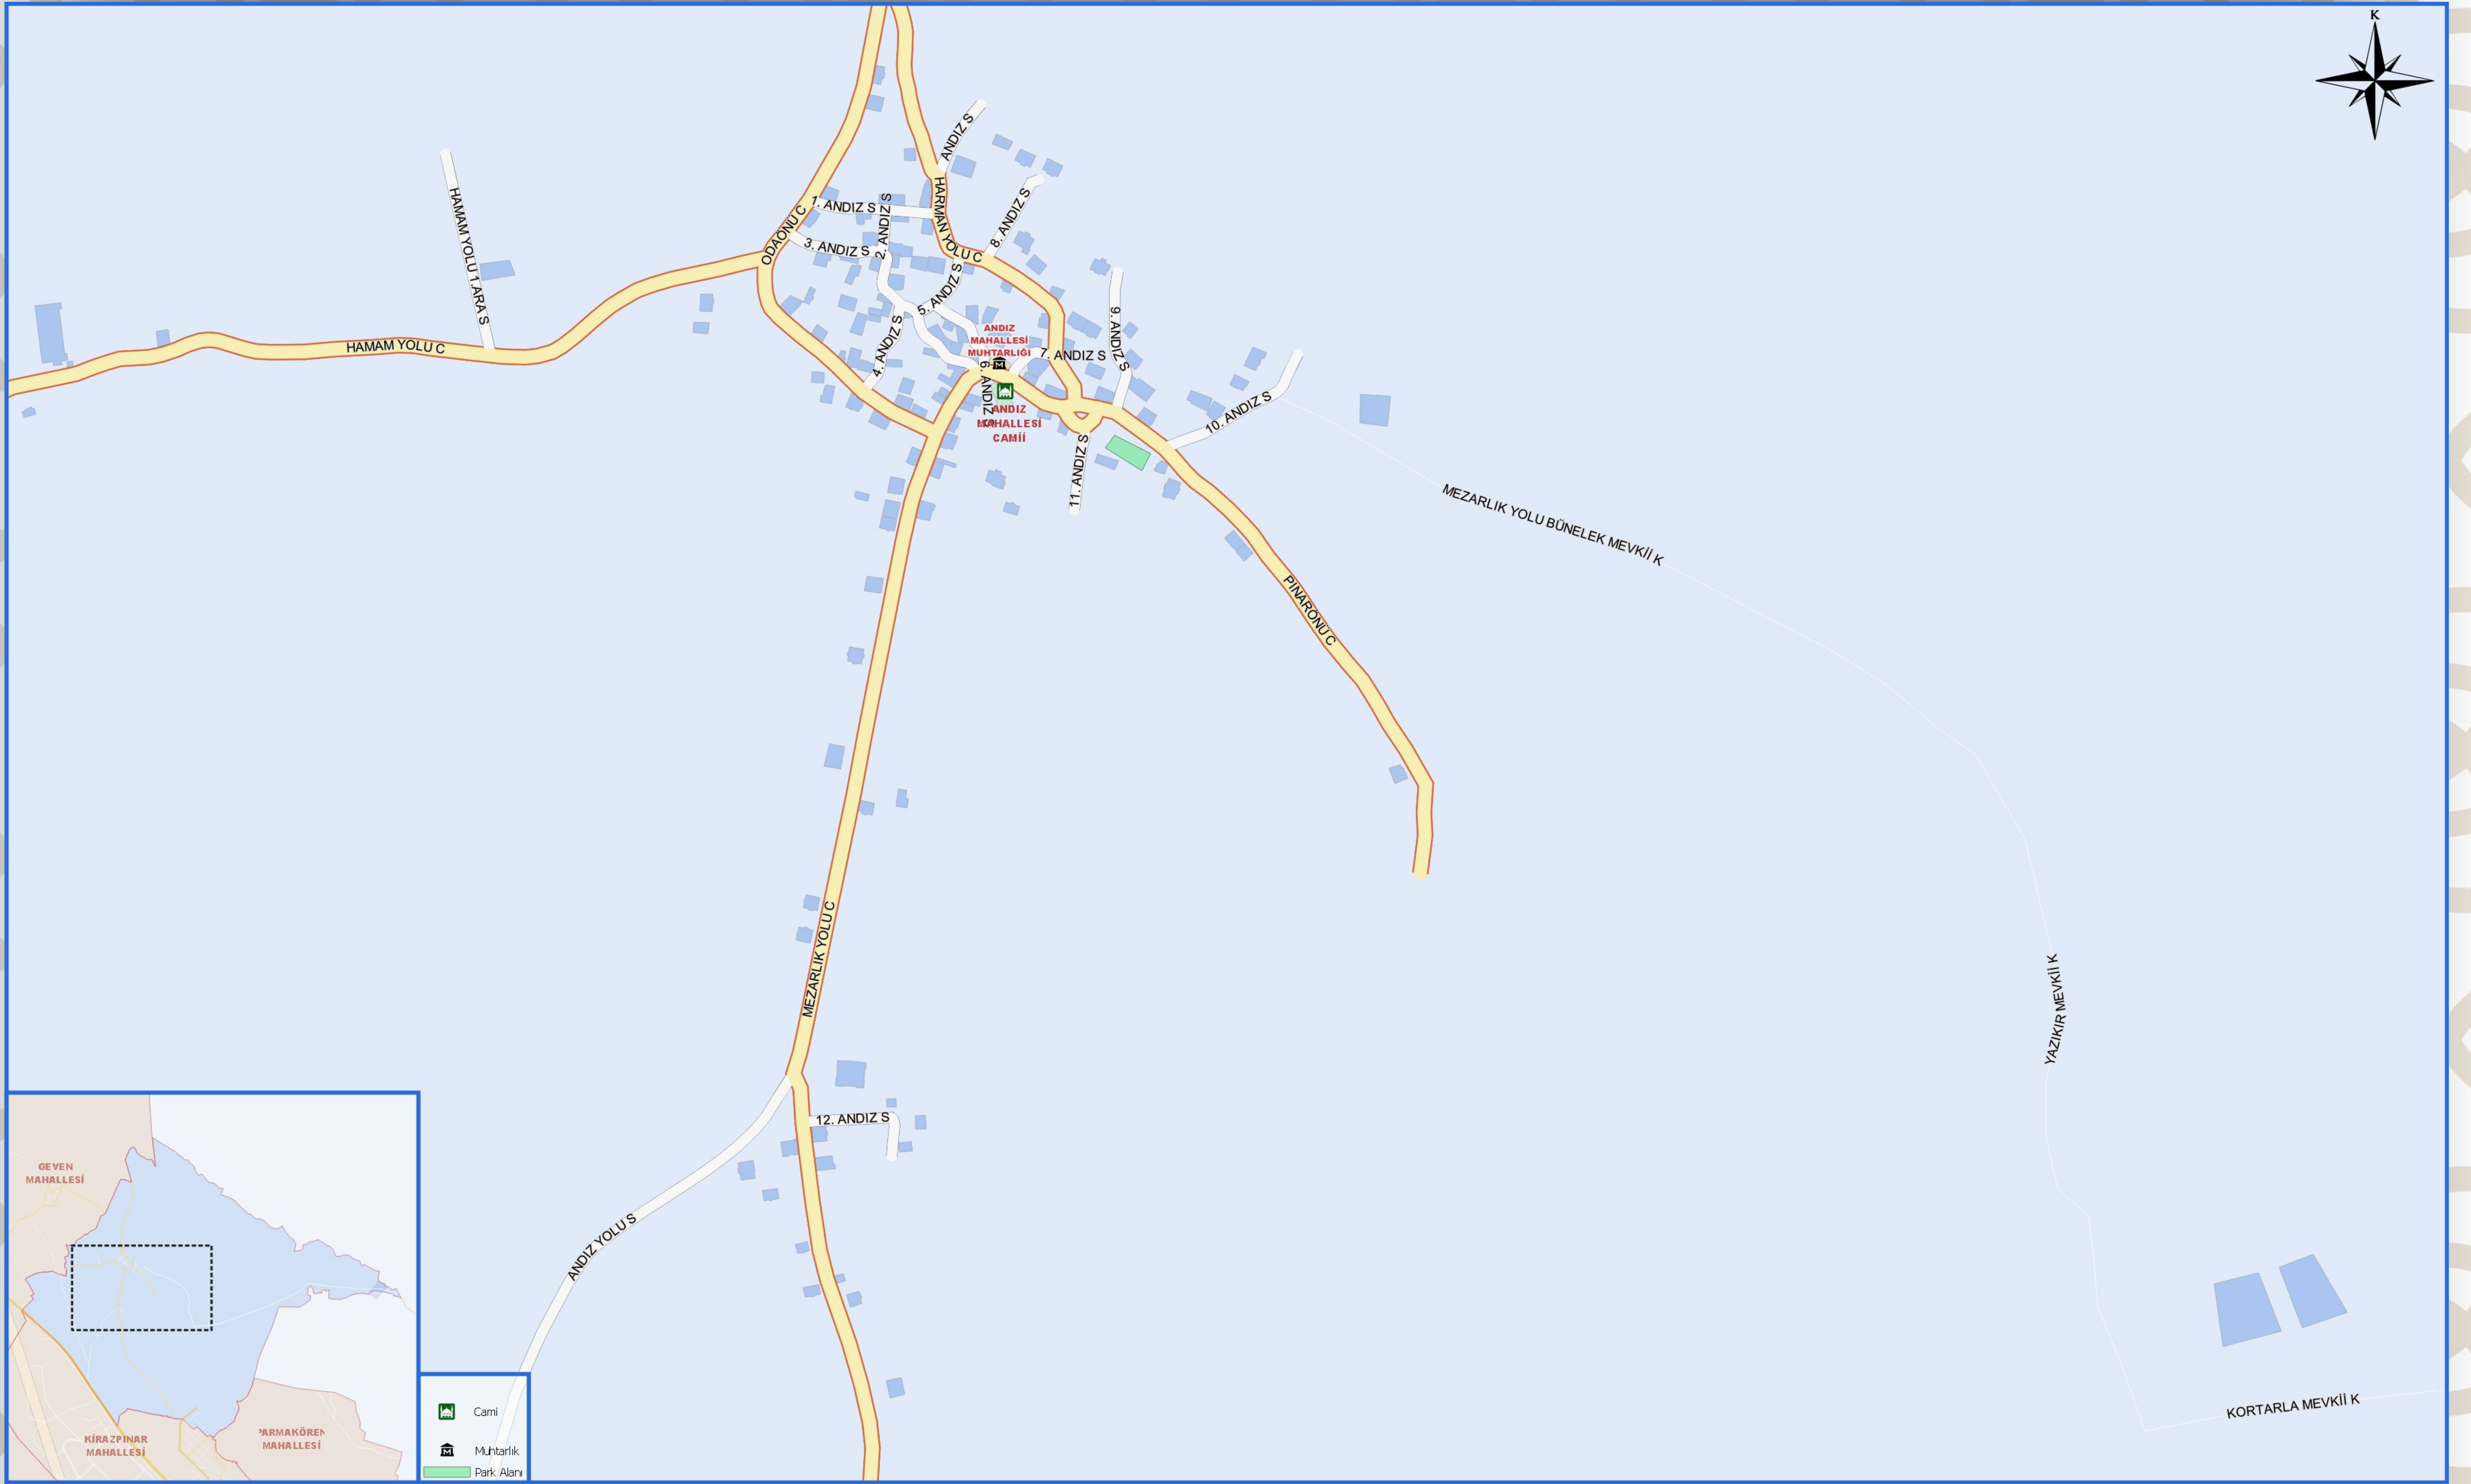 K
ANDIZ S
HAMAM YOLU 1.ARA S
1. ANDIZ S
2. ANDIZ S
HARMAN YOLU C
8. ANDIZ S
ODAÖNÜ C
3. ANDIZ S
5. ANDIZ S
9. ANDIZ S
4. ANDIZ S
ANDIZ
MAHALLESİ
MUHTARLIĞI
7. ANDIZ S
HAMAM YOLU C
6. ANDIZ S
ANDIZ
MAHALLESİ
CAMİİ
10. ANDIZ S
11. ANDIZ S
MEZARLIK YOLU BÜNELEK MEVKİİ K
PINARÖNÜ C
MEZARLIK YOLU C
YAZIKIR MEVKİİ K
12. ANDIZ S
ANDIZ YOLU S
KORTARLA MEVKİİ K
GEVEN
MAHALLESİ
KİRAZPINAR
MAHALLESİ
ARMAKÖREN
MAHALLESİ
Cami
Muhtarlık
Park Alanı